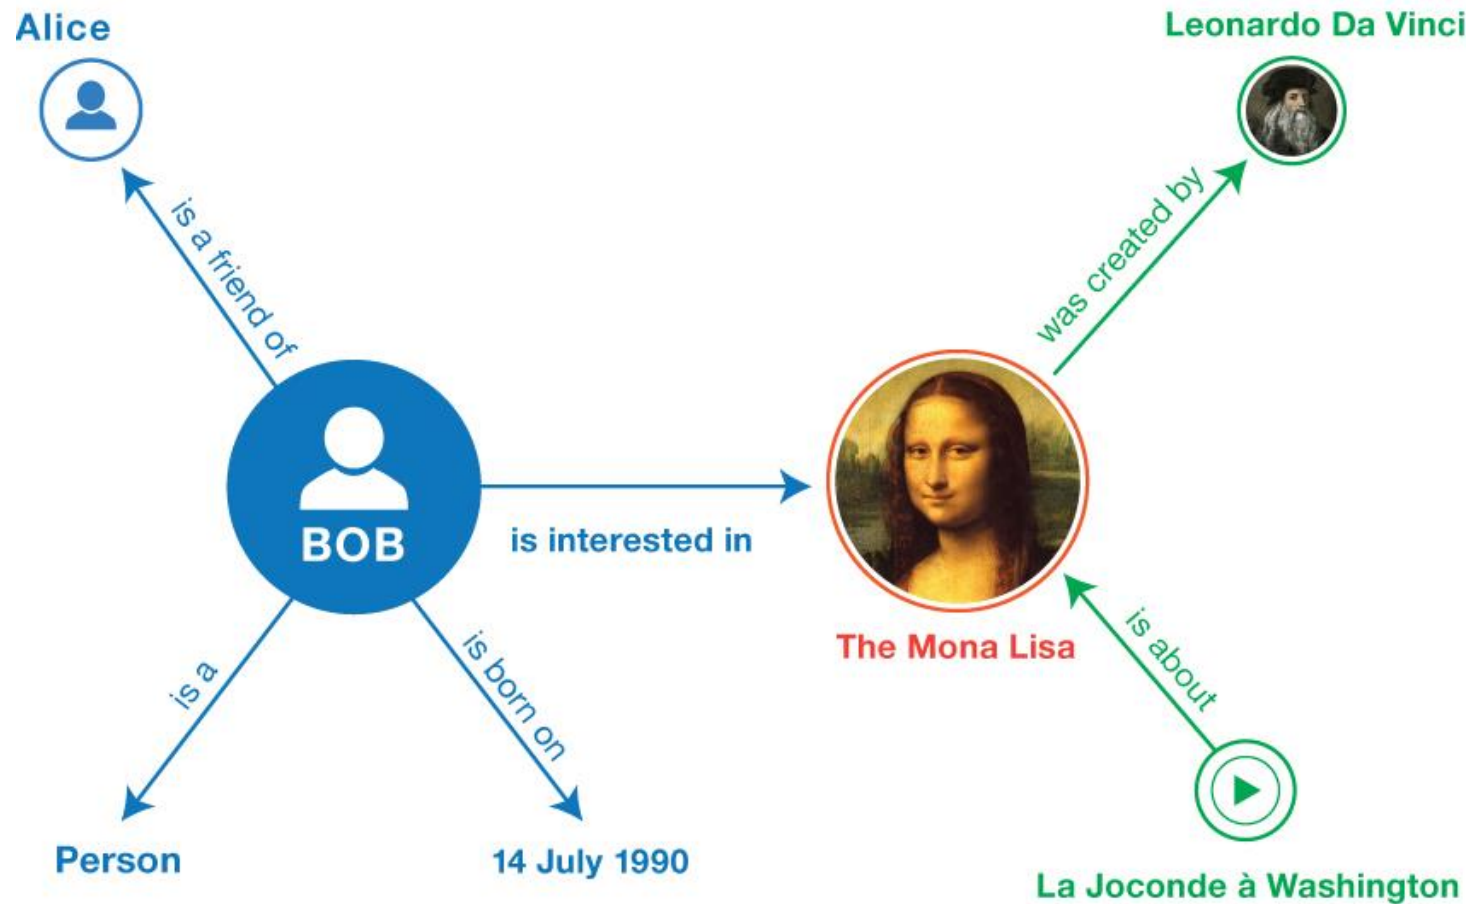 Alice
Leonardo Da Vinci
is a friend of
was created by
BOB
is interested in
The Mona Lisa
is a
is born on
is about
Person
14 July 1990
La Joconde à Washington